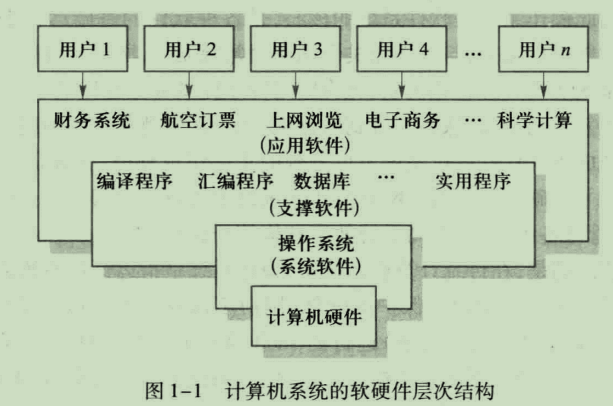 用户 1 用户 2 用户 3 用户 4 … 用户 n
财务系统 航空订票 上网浏览 电子商务 … 科学计算
(应用软件)
编译程序 汇编程序 数据库 … 实用程序
(支撑软件)
操作系统
(系统软件)
计算机硬件
图 1-1 计算机系统的软硬件层次结构